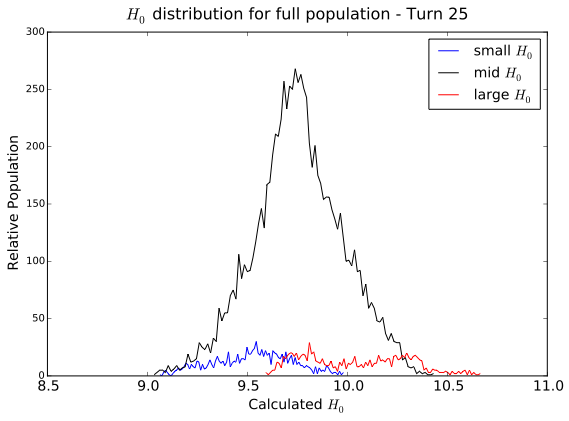 H₀ distribution for full population - Turn 25
300
250
200
150
100
50
0
Relative Population
small H₀
mid H₀
large H₀
8.5 9.0 9.5 10.0 10.5 11.0
Calculated H₀